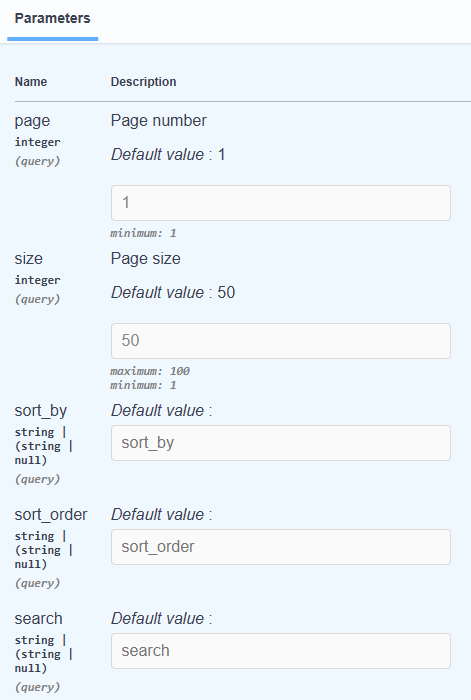 Parameters
Name Description
page Page number
integer
(query)
Default value : 1
1
minimum: 1
size Page size
integer
(query)
Default value : 50
50
maximum: 100
minimum: 1
sort_by Default value :
string |
(string |
null)
(query)
sort_by
sort_order Default value :
string |
(string |
null)
(query)
sort_order
search Default value :
string |
(string |
null)
(query)
search